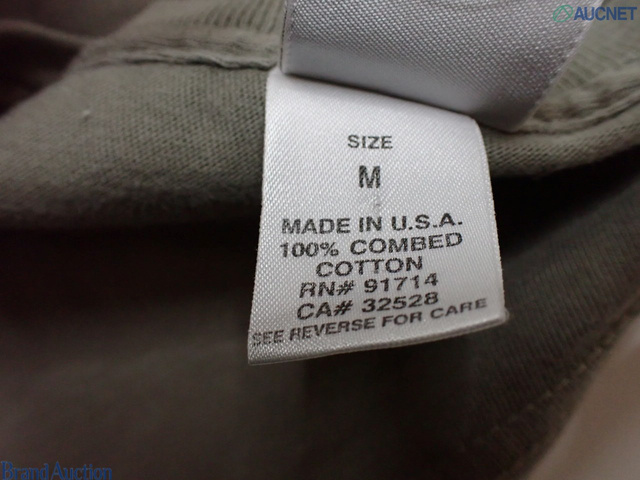 AUCNET
SIZE
M
MADE IN U.S.A.
100% COMBED
COTTON
RN# 91714
CA# 32528
SEE REVERSE FOR CARE
Brand Auction